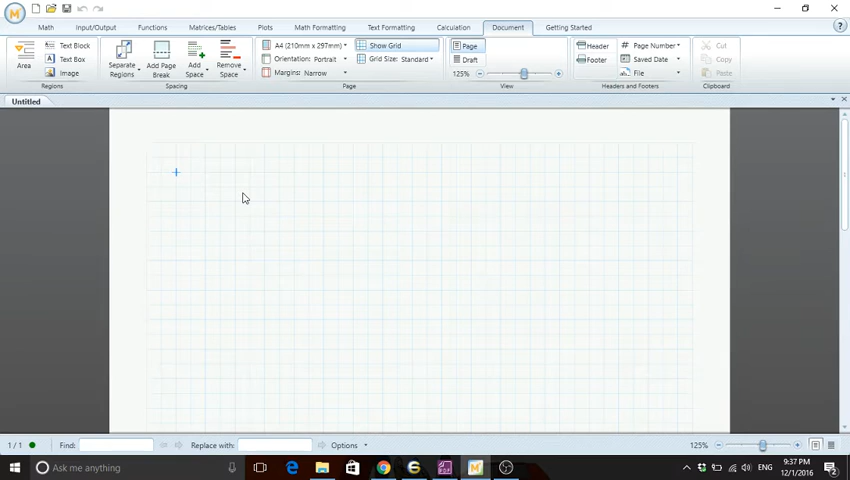 Math Input/Output Functions Matrices/Tables Plots Math Formatting Text Formatting Calculation Document Getting Started
Area
Text Block
Text Box
Image
Regions
Separate Regions
Add Page Break
Add Space
Remove Space
Spacing
A4 (210mm x 297mm)
Orientation: Portrait
Margins: Narrow
Show Grid
Grid Size: Standard
Page
Page
Draft
125%
View
Header
Footer
Page Number
Saved Date
File
Headers and Footers
Cut
Copy
Paste
Clipboard
Untitled
1 / 1 Find: Replace with: Options 125%
Ask me anything
ENG
9:37 PM
12/1/2016